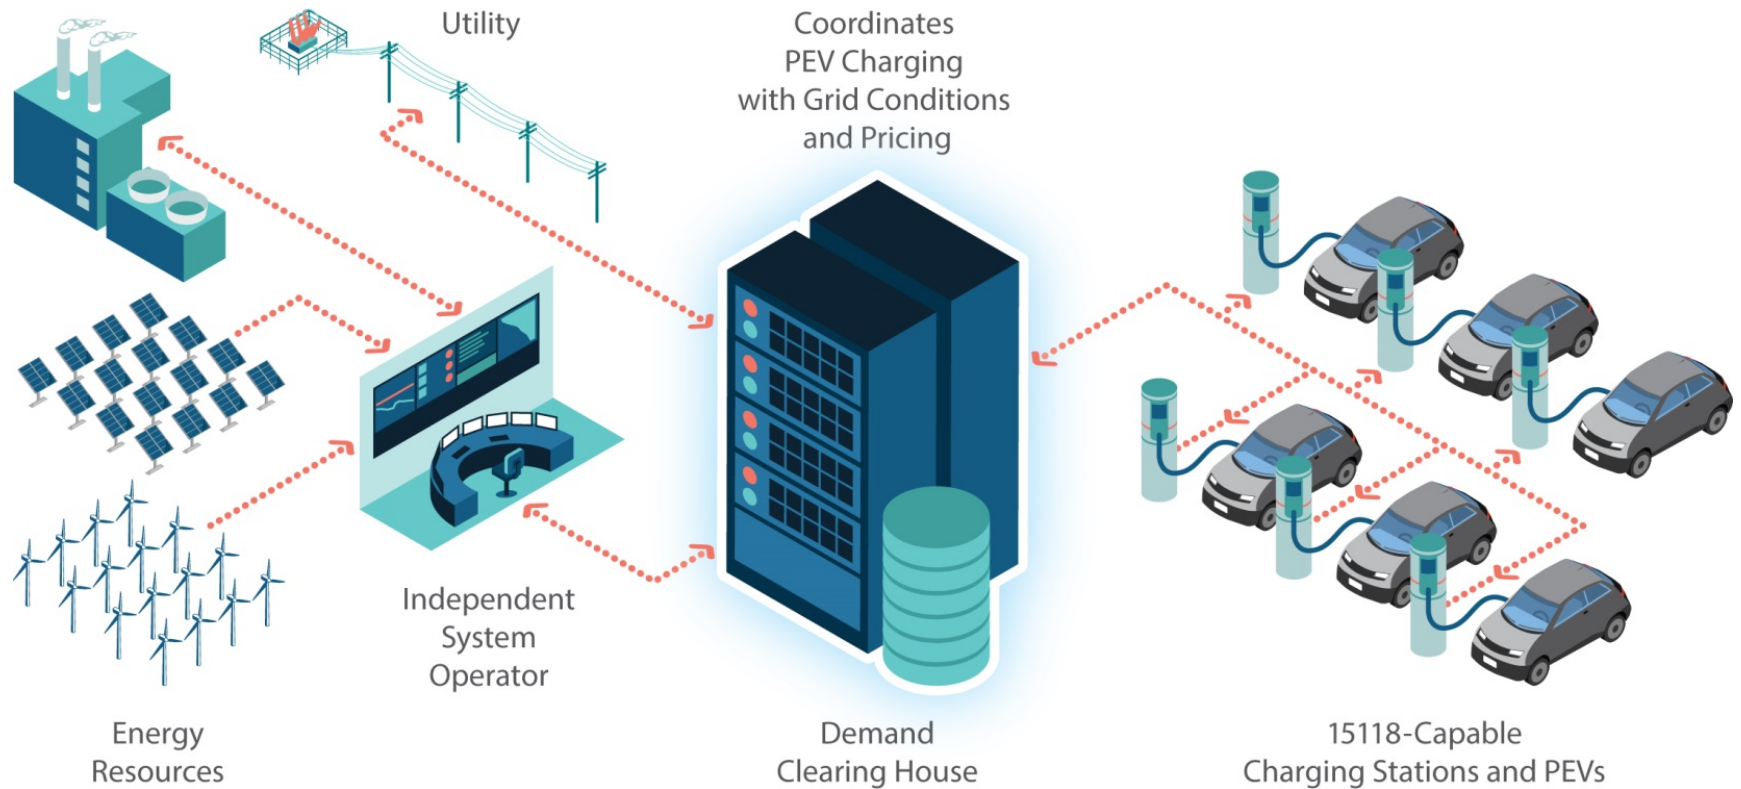 Utility
Coordinates
PEV Charging
with Grid Conditions
and Pricing
Independent
System
Operator
Energy
Resources
Demand
Clearing House
15118-Capable
Charging Stations and PEVs